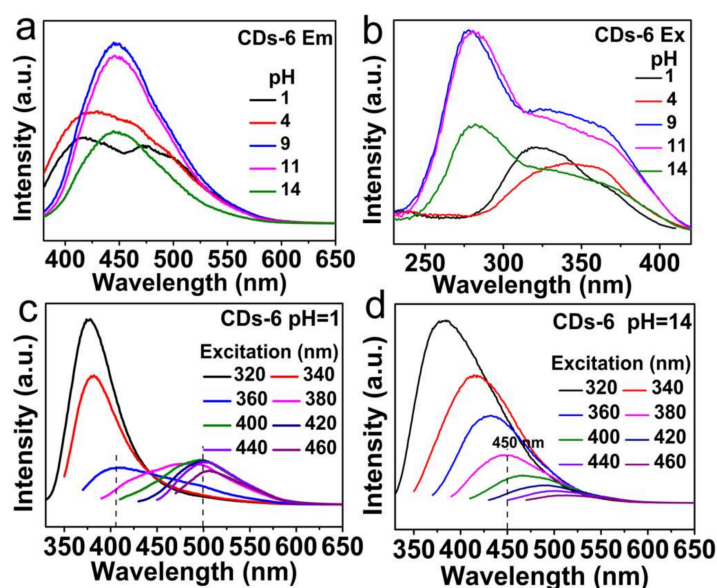 a
CDs-6 Em
pH
1
4
9
11
14
Intensity (a.u.)
400 450 500 550 600 650
Wavelength (nm)
b
CDs-6 Ex
pH
1
4
9
11
14
Intensity (a.u.)
250 300 350 400
Wavelength (nm)
c
CDs-6 pH=1
Excitation (nm)
320 340
360 380
400 420
440 460
Intensity (a.u.)
350 400 450 500 550 600 650
Wavelength (nm)
d
CDs-6 pH=14
Excitation (nm)
320 340
360 380
400 420
440 460
450 nm
Intensity (a.u.)
350 400 450 500 550 600 650
Wavelength (nm)